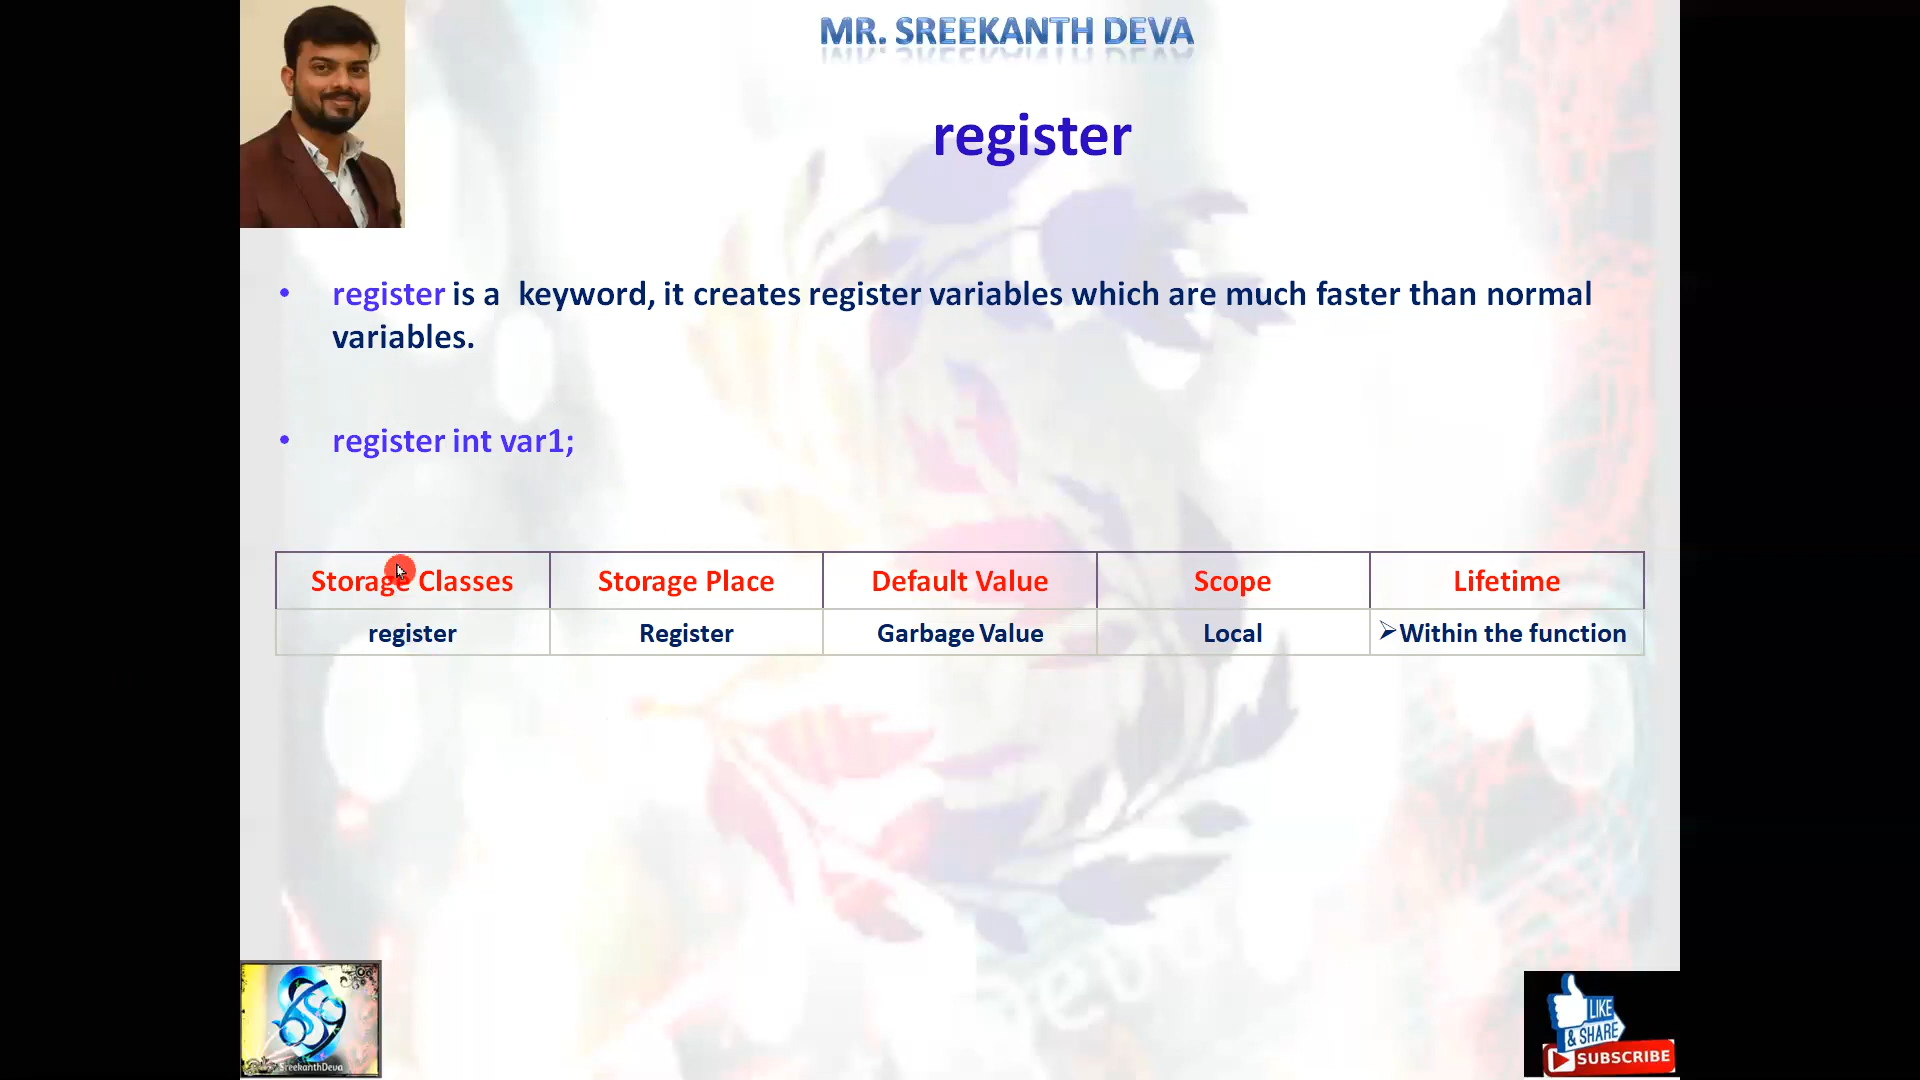 MR. SREEKANTH DEVA
register
• register is a keyword, it creates register variables which are much faster than normal
variables.
• register int var1;
Storage Classes Storage Place Default Value Scope Lifetime
register Register Garbage Value Local ➢Within the function
Deva
SreekanthDeva
LIKE
& SHARE
SUBSCRIBE